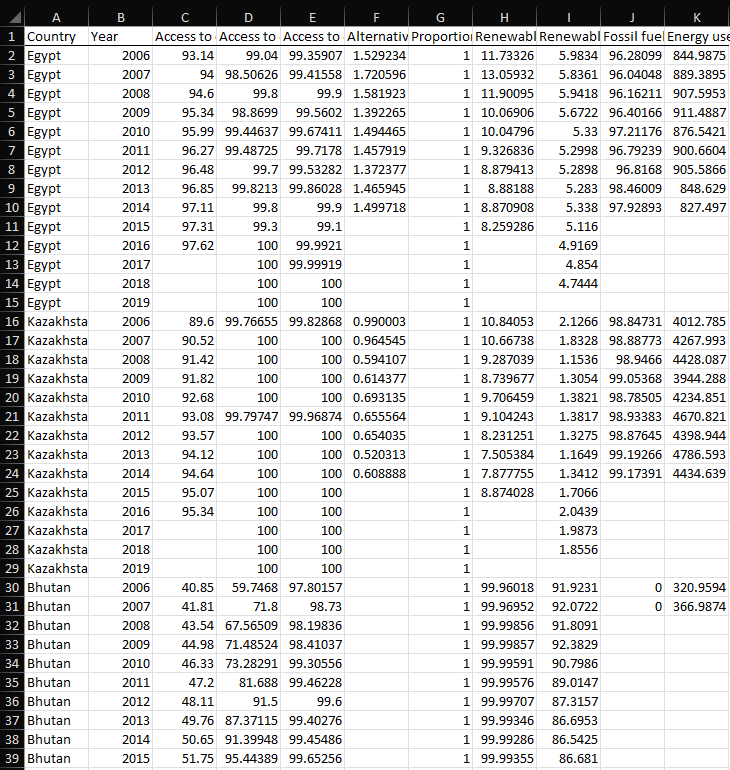 A B C D E F G H I J K
1 Country Year Access to Access to Access to Alternativ Proportio Renewabl Renewabl Fossil fue Energy use
2 Egypt 2006 93.14 99.04 99.35907 1.529234 1 11.73326 5.9834 96.28099 844.9875
3 Egypt 2007 94 98.50626 99.41558 1.720596 1 13.05932 5.8361 96.04048 889.3895
4 Egypt 2008 94.6 99.8 99.9 1.581923 1 11.90095 5.9418 96.16211 907.5953
5 Egypt 2009 95.34 98.8699 99.5602 1.392265 1 10.06906 5.6722 96.40166 911.4887
6 Egypt 2010 95.99 99.44637 99.67411 1.494465 1 10.04796 5.33 97.21176 876.5421
7 Egypt 2011 96.27 99.48725 99.7178 1.457919 1 9.326836 5.2998 96.79239 900.6604
8 Egypt 2012 96.48 99.7 99.53282 1.372377 1 8.879413 5.2898 96.8168 905.5866
9 Egypt 2013 96.85 99.8213 99.86028 1.465945 1 8.88188 5.283 98.46009 848.629
10 Egypt 2014 97.11 99.8 99.9 1.499718 1 8.870908 5.338 97.92893 827.497
11 Egypt 2015 97.31 99.3 99.1 1 8.259286 5.116
12 Egypt 2016 97.62 100 99.9921 1 4.9169
13 Egypt 2017 100 99.99919 1 4.854
14 Egypt 2018 100 100 1 4.7444
15 Egypt 2019 100 100 1
16 Kazakhsta 2006 89.6 99.76655 99.82868 0.990003 1 10.84053 2.1266 98.84731 4012.785
17 Kazakhsta 2007 90.52 100 100 0.964545 1 10.66738 1.8328 98.88773 4267.993
18 Kazakhsta 2008 91.42 100 100 0.594107 1 9.287039 1.1536 98.9466 4428.087
19 Kazakhsta 2009 91.82 100 100 0.614377 1 8.739677 1.3054 99.05368 3944.288
20 Kazakhsta 2010 92.68 100 100 0.693135 1 9.706459 1.3821 98.78505 4234.851
21 Kazakhsta 2011 93.08 99.79747 99.96874 0.655564 1 9.104243 1.3817 98.93383 4670.821
22 Kazakhsta 2012 93.57 100 100 0.654035 1 8.231251 1.3275 98.87645 4398.944
23 Kazakhsta 2013 94.12 100 100 0.520313 1 7.505384 1.1649 99.19266 4786.593
24 Kazakhsta 2014 94.64 100 100 0.608888 1 7.877755 1.3412 99.17391 4434.639
25 Kazakhsta 2015 95.07 100 100 1 8.874028 1.7066
26 Kazakhsta 2016 95.34 100 100 1 2.0439
27 Kazakhsta 2017 100 100 1 1.9873
28 Kazakhsta 2018 100 100 1 1.8556
29 Kazakhsta 2019 100 100 1
30 Bhutan 2006 40.85 59.7468 97.80157 1 99.96018 91.9231 0 320.9594
31 Bhutan 2007 41.81 71.8 98.73 1 99.96952 92.0722 0 366.9874
32 Bhutan 2008 43.54 67.56509 98.19836 1 99.99856 91.8091
33 Bhutan 2009 44.98 71.48524 98.41037 1 99.99857 92.3829
34 Bhutan 2010 46.33 73.28291 99.30556 1 99.99591 90.7986
35 Bhutan 2011 47.2 81.688 99.46228 1 99.99576 89.0147
36 Bhutan 2012 48.11 91.5 99.6 1 99.99707 87.3157
37 Bhutan 2013 49.76 87.37115 99.40276 1 99.99346 86.6953
38 Bhutan 2014 50.65 91.39948 99.45486 1 99.99286 86.5425
39 Bhutan 2015 51.75 95.44389 99.65256 1 99.99355 86.681